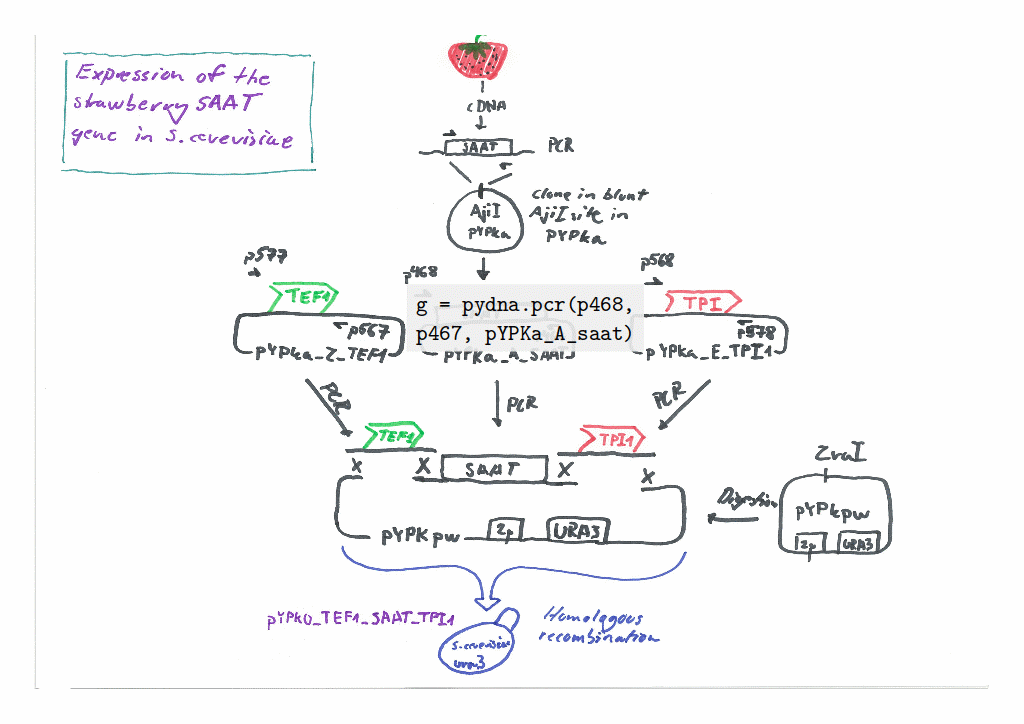 Expression of the
strawberry SAAT
gene in S. cerevisiae
cDNA
SAAT
PCR
AjiI
pYPKa
Clone in blunt
AjiI site in
pYPKa
p577
p468
p568
TEF1
TPI
g = pydna.pcr(p468,
p467, pYPKa_A_saat)
p567
p578
pYPka_Z_TEF1
pYPKa_A_SAAT
pYPKa_E_TPI1
PCR
PCR
PCR
TEF1
TPI1
X
X
SAAT
X
X
ZraI
Digestion
pYPKpw
2µ
URA3
pYPKpw
2µ
URA3
pYPK0_TEF1_SAAT_TPI1
Homologous
recombination
S. cerevisiae
ura3